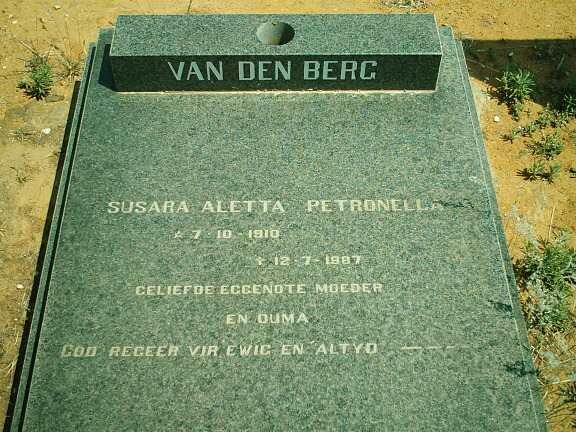 VAN DEN BERG
SUSARA ALETTA PETRONELLA
* 7-10-1910
† 12-7-1987
GELIEFDE EGGENOTE MOEDER
EN OUMA
GOD REGEER VIR EWIG EN ALTYD